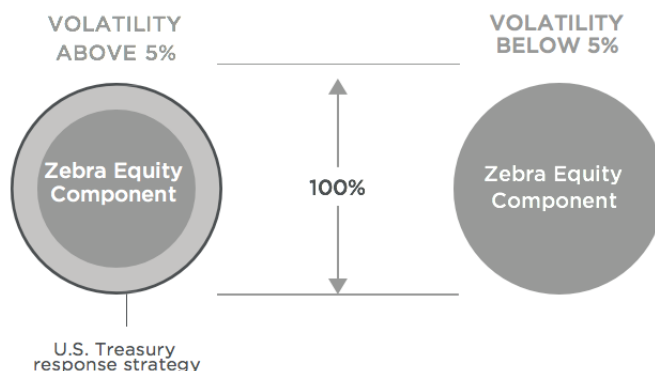 VOLATILITY
ABOVE 5%
VOLATILITY
BELOW 5%
Zebra Equity
Component
100%
Zebra Equity
Component
U.S. Treasury
response strategy